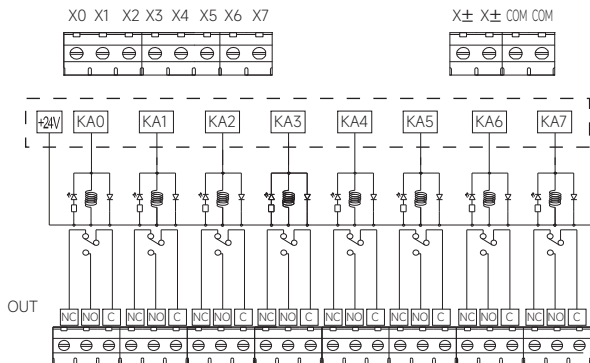 X0 X1 X2 X3 X4 X5 X6 X7 X± X± COM COM
+24V KA0 KA1 KA2 KA3 KA4 KA5 KA6 KA7
OUT NC NO C NC NO C NC NO C NC NO C NC NO C NC NO C NC NO C NC NO C